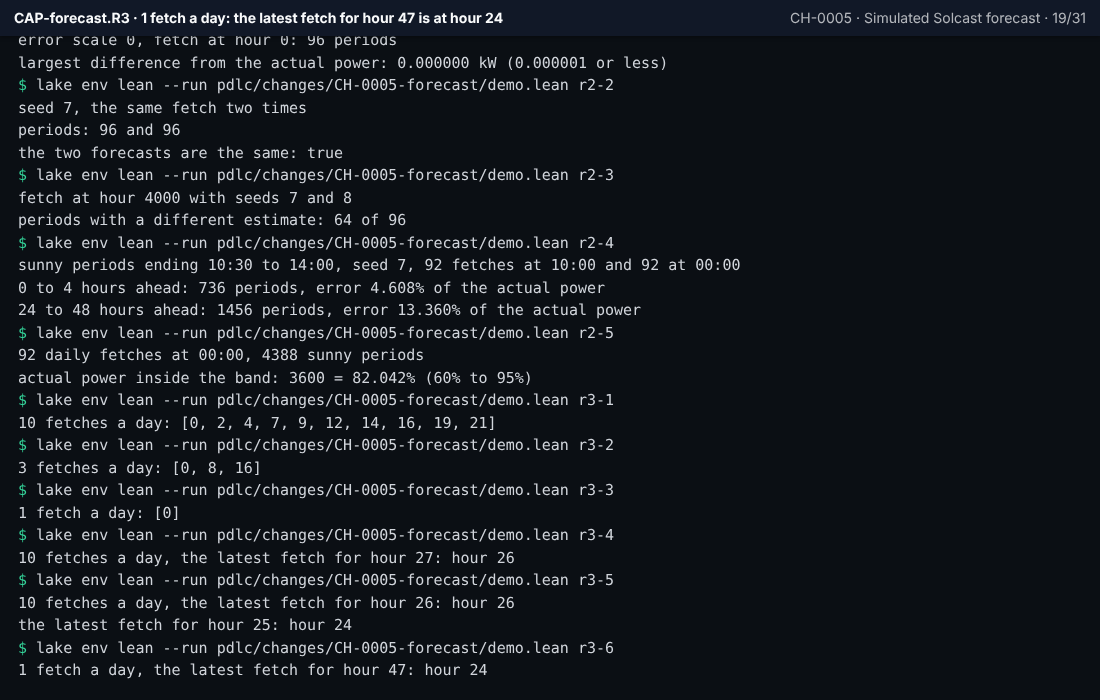 CAP-forecast.R3 · 1 fetch a day: the latest fetch for hour 47 is at hour 24
CH-0005 · Simulated Solcast forecast · 19/31
error scale 0, fetch at hour 0: 96 periods
largest difference from the actual power: 0.000000 kW (0.000001 or less)
$ lake env lean --run pdlc/changes/CH-0005-forecast/demo.lean r2-2
seed 7, the same fetch two times
periods: 96 and 96
the two forecasts are the same: true
$ lake env lean --run pdlc/changes/CH-0005-forecast/demo.lean r2-3
fetch at hour 4000 with seeds 7 and 8
periods with a different estimate: 64 of 96
$ lake env lean --run pdlc/changes/CH-0005-forecast/demo.lean r2-4
sunny periods ending 10:30 to 14:00, seed 7, 92 fetches at 10:00 and 92 at 00:00
0 to 4 hours ahead: 736 periods, error 4.608% of the actual power
24 to 48 hours ahead: 1456 periods, error 13.360% of the actual power
$ lake env lean --run pdlc/changes/CH-0005-forecast/demo.lean r2-5
92 daily fetches at 00:00, 4388 sunny periods
actual power inside the band: 3600 = 82.042% (60% to 95%)
$ lake env lean --run pdlc/changes/CH-0005-forecast/demo.lean r3-1
10 fetches a day: [0, 2, 4, 7, 9, 12, 14, 16, 19, 21]
$ lake env lean --run pdlc/changes/CH-0005-forecast/demo.lean r3-2
3 fetches a day: [0, 8, 16]
$ lake env lean --run pdlc/changes/CH-0005-forecast/demo.lean r3-3
1 fetch a day: [0]
$ lake env lean --run pdlc/changes/CH-0005-forecast/demo.lean r3-4
10 fetches a day, the latest fetch for hour 27: hour 26
$ lake env lean --run pdlc/changes/CH-0005-forecast/demo.lean r3-5
10 fetches a day, the latest fetch for hour 26: hour 26
the latest fetch for hour 25: hour 24
$ lake env lean --run pdlc/changes/CH-0005-forecast/demo.lean r3-6
1 fetch a day, the latest fetch for hour 47: hour 24